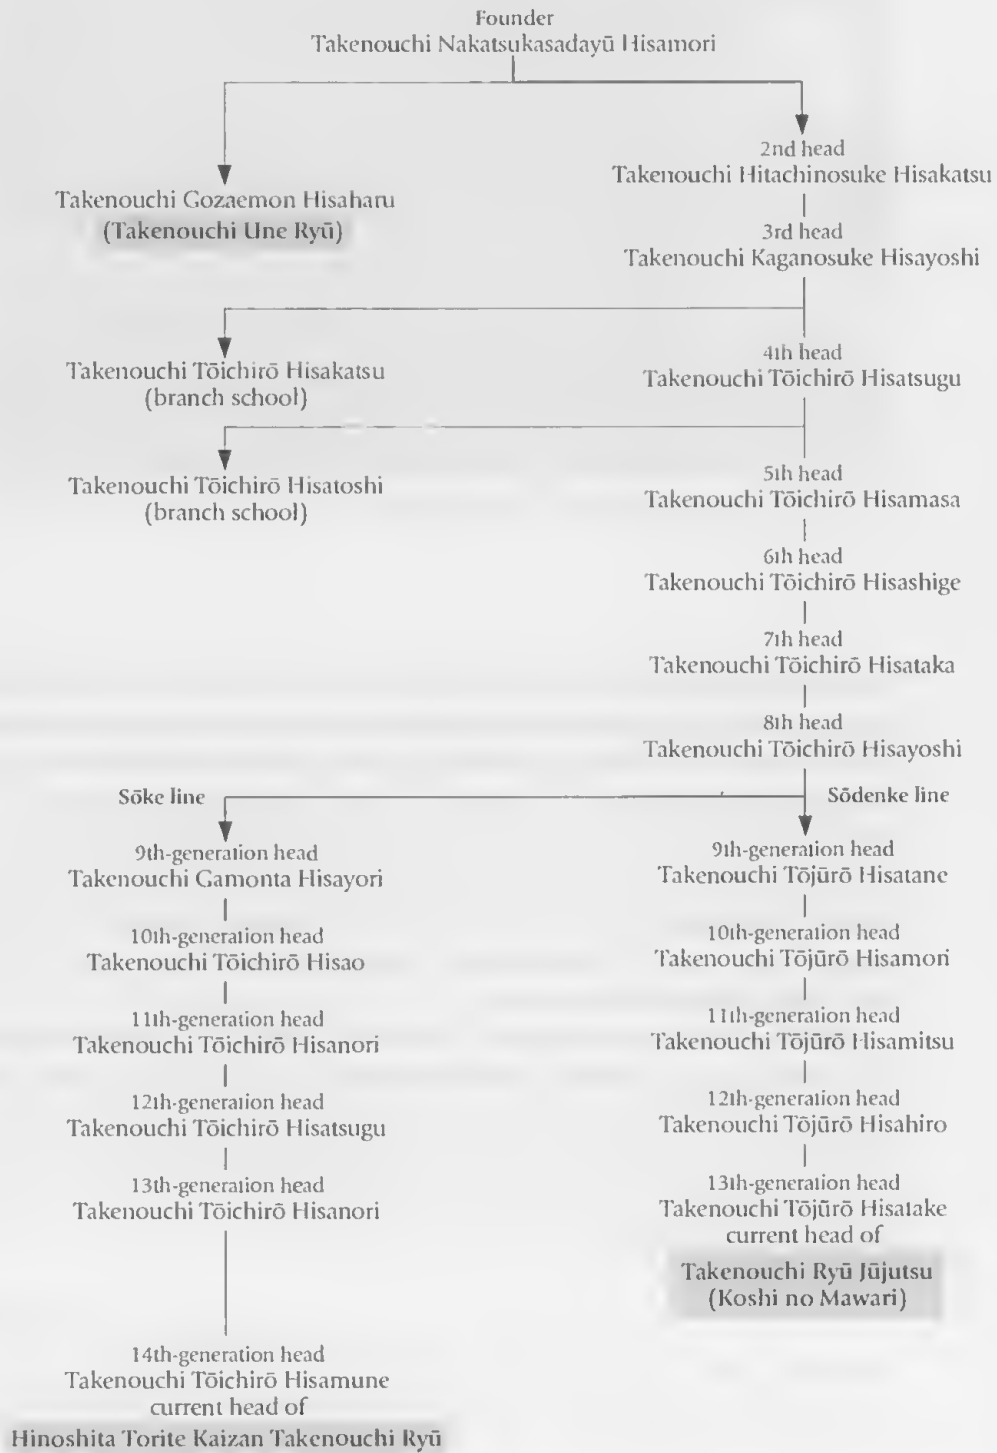 Founder
Takenouchi Nakatsukasadayū Hisamori
2nd head
Takenouchi Hitachinosuke Hisakatsu
Takenouchi Gozaemon Hisaharu
(Takenouchi Une Ryū)
3rd head
Takenouchi Kaganosuke Hisayoshi
Takenouchi Tōichirō Hisakatsu
(branch school)
4th head
Takenouchi Tōichirō Hisatsugu
Takenouchi Tōichirō Hisatoshi
(branch school)
5th head
Takenouchi Tōichirō Hisamasa
6th head
Takenouchi Tōichirō Hisashige
7th head
Takenouchi Tōichirō Hisataka
8th head
Takenouchi Tōichirō Hisayoshi
Sōke line
9th-generation head
Takenouchi Gamonta Hisayori
10th-generation head
Takenouchi Tōichirō Hisao
11th-generation head
Takenouchi Tōichirō Hisanori
12th-generation head
Takenouchi Tōichirō Hisatsugu
13th-generation head
Takenouchi Tōichirō Hisanori
14th-generation head
Takenouchi Tōichirō Hisamune
current head of
Hinoshita Torite Kaizan Takenouchi Ryū
Sōdenke line
9th-generation head
Takenouchi Tōjūrō Hisatane
10th-generation head
Takenouchi Tōjūrō Hisamori
11th-generation head
Takenouchi Tōjūrō Hisamitsu
12th-generation head
Takenouchi Tōjūrō Hisahiro
13th-generation head
Takenouchi Tōjūrō Hisatake
current head of
Takenouchi Ryū Jūjutsu
(Koshi no Mawari)